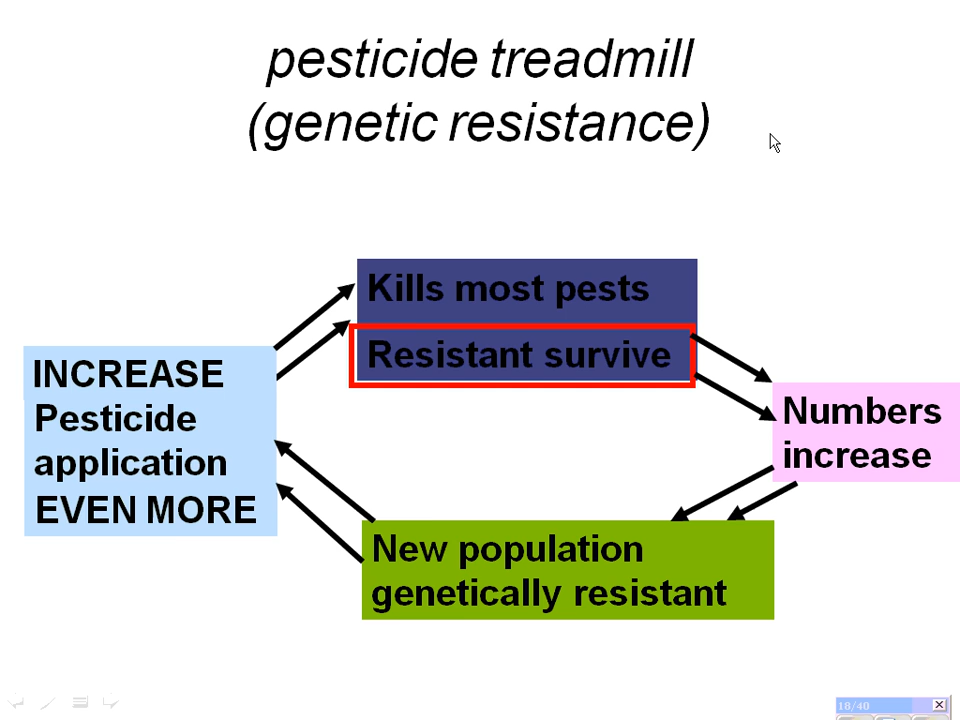 pesticide treadmill
(genetic resistance)
Kills most pests
Resistant survive
INCREASE
Pesticide
application
EVEN MORE
Numbers
increase
New population
genetically resistant
18/40